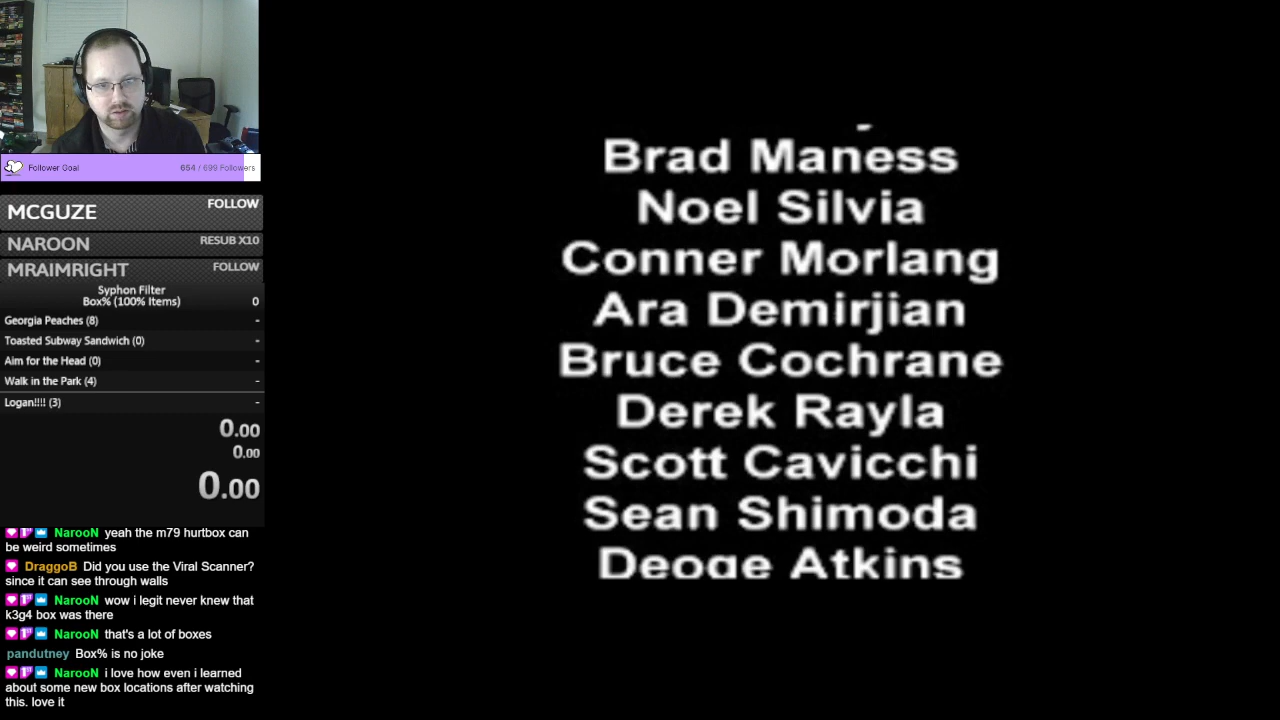 Follower Goal
654 / 699 Followers
MCGUZE FOLLOW
NAROON RESUB X10
MRAIMRIGHT FOLLOW
Syphon Filter
Box% (100% Items) 0
Georgia Peaches (8) -
Toasted Subway Sandwich (0) -
Aim for the Head (0) -
Walk in the Park (4) -
Logan!!!! (3) -
0.00
0.00
0.00
NarooN yeah the m79 hurtbox can
be weird sometimes
DraggoB Did you use the Viral Scanner?
since it can see through walls
NarooN wow i legit never knew that
k3g4 box was there
NarooN that's a lot of boxes
pandutney Box% is no joke
NarooN i love how even i learned
about some new box locations after watching
this. love it
Brad Maness
Noel Silvia
Conner Morlang
Ara Demirjian
Bruce Cochrane
Derek Rayla
Scott Cavicchi
Sean Shimoda
Deoge Atkins